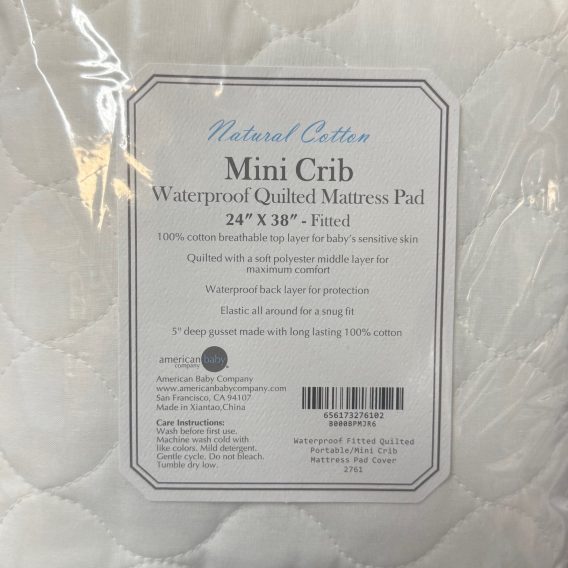 Natural Cotton
Mini Crib
Waterproof Quilted Mattress Pad
24" X 38" - Fitted
100% cotton breathable top layer for baby's sensitive skin
Quilted with a soft polyester middle layer for
maximum comfort
Waterproof back layer for protection
Elastic all around for a snug fit
5" deep gusset made with long lasting 100% cotton
american baby
company
American Baby Company
www.americanbabycompany.com
San Francisco, CA 94107
Made in Xiantao,China
Care Instructions:
Wash before first use.
Machine wash cold with
like colors. Mild detergent.
Gentle cycle. Do not bleach.
Tumble dry low.
656173276102
B000BPMJR6
Waterproof Fitted Quilted
Portable/Mini Crib
Mattress Pad Cover
2761